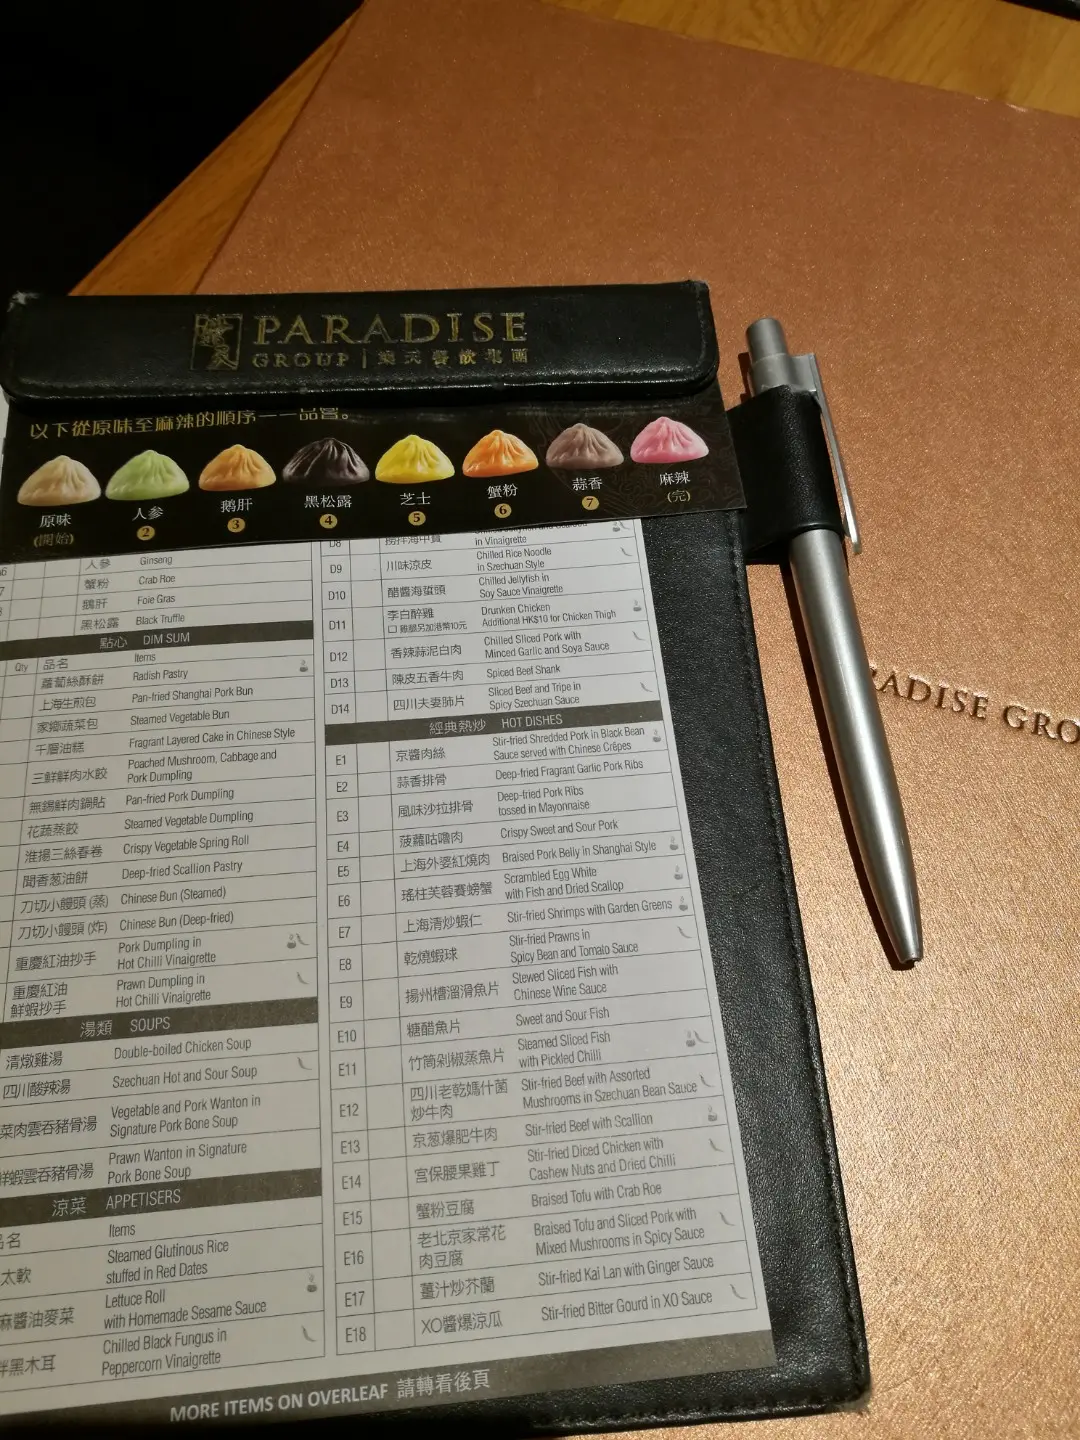 PARADISE
GROUP | 樂天餐飲集團
以下從原味至麻辣的順序一一品嘗。
原味 人參 鹅肝 黑松露 芝士 蟹粉 蒜香 麻辣
(開始) 2 3 4 5 6 7 (完)
人參 Ginseng
蟹粉 Crab Roe
鵝肝 Foie Gras
黑松露 Black Truffle
點心 DIM SUM
Qty 品名 Items
蘿蔔絲酥餅 Radish Pastry
上海生煎包 Pan-fried Shanghai Pork Bun
家鄉蔬菜包 Steamed Vegetable Bun
千層油糕 Fragrant Layered Cake in Chinese Style
三鮮鮮肉水餃 Poached Mushroom, Cabbage and
Pork Dumpling
無錫鮮肉鍋貼 Pan-fried Pork Dumpling
花蔬蒸餃 Steamed Vegetable Dumpling
淮揚三絲春卷 Crispy Vegetable Spring Roll
聞香葱油餅 Deep-fried Scallion Pastry
刀切小饅頭 (蒸) Chinese Bun (Steamed)
刀切小饅頭 (炸) Chinese Bun (Deep-fried)
重慶紅油抄手 Pork Dumpling in
Hot Chilli Vinaigrette
重慶紅油 Prawn Dumpling in
鮮蝦抄手 Hot Chilli Vinaigrette
湯類 SOUPS
清燉雞湯 Double-boiled Chicken Soup
四川酸辣湯 Szechuan Hot and Sour Soup
菜肉雲吞豬骨湯 Vegetable and Pork Wanton in
Signature Pork Bone Soup
鮮蝦雲吞豬骨湯 Prawn Wanton in Signature
Pork Bone Soup
涼菜 APPETISERS
品名 Items
太軟 Steamed Glutinous Rice
stuffed in Red Dates
麻醬油麥菜 Lettuce Roll
with Homemade Sesame Sauce
拌黑木耳 Chilled Black Fungus in
Peppercorn Vinaigrette
D8 撈拌海中寶
in Vinaigrette
D9 川味涼皮 Chilled Rice Noodle
in Szechuan Style
D10 醋醬海蜇頭 Chilled Jellyfish in
Soy Sauce Vinaigrette
D11 李白醉雞 Drunken Chicken
雞腿另加港幣10元 Additional HK$10 for Chicken Thigh
D12 香辣蒜泥白肉 Chilled Sliced Pork with
Minced Garlic and Soya Sauce
D13 陳皮五香牛肉 Spiced Beef Shank
D14 四川夫妻肺片 Sliced Beef and Tripe in
Spicy Szechuan Sauce
經典熱炒 HOT DISHES
E1 京醬肉絲 Stir-fried Shredded Pork in Black Bean
Sauce served with Chinese Crêpes
E2 蒜香排骨 Deep-fried Fragrant Garlic Pork Ribs
E3 風味沙拉排骨 Deep-fried Pork Ribs
tossed in Mayonnaise
E4 菠蘿咕嚕肉 Crispy Sweet and Sour Pork
E5 上海外婆紅燒肉 Braised Pork Belly in Shanghai Style
E6 瑤柱芙蓉賽螃蟹 Scrambled Egg White
with Fish and Dried Scallop
E7 上海清炒蝦仁 Stir-fried Shrimps with Garden Greens
E8 乾燒蝦球 Stir-fried Prawns in
Spicy Bean and Tomato Sauce
E9 揚州糟溜滑魚片 Stewed Sliced Fish with
Chinese Wine Sauce
E10 糖醋魚片 Sweet and Sour Fish
E11 竹筒剁椒蒸魚片 Steamed Sliced Fish
with Pickled Chilli
E12 四川老乾媽什菌 Stir-fried Beef with Assorted
炒牛肉 Mushrooms in Szechuan Bean Sauce
E13 京葱爆肥牛肉 Stir-fried Beef with Scallion
E14 宮保腰果雞丁 Stir-fried Diced Chicken with
Cashew Nuts and Dried Chilli
E15 蟹粉豆腐 Braised Tofu with Crab Roe
E16 老北京家常花 Braised Tofu and Sliced Pork with
肉豆腐 Mixed Mushrooms in Spicy Sauce
E17 薑汁炒芥蘭 Stir-fried Kai Lan with Ginger Sauce
E18 XO醬爆涼瓜 Stir-fried Bitter Gourd in XO Sauce
MORE ITEMS ON OVERLEAF 請轉看後頁
RADISE GRO